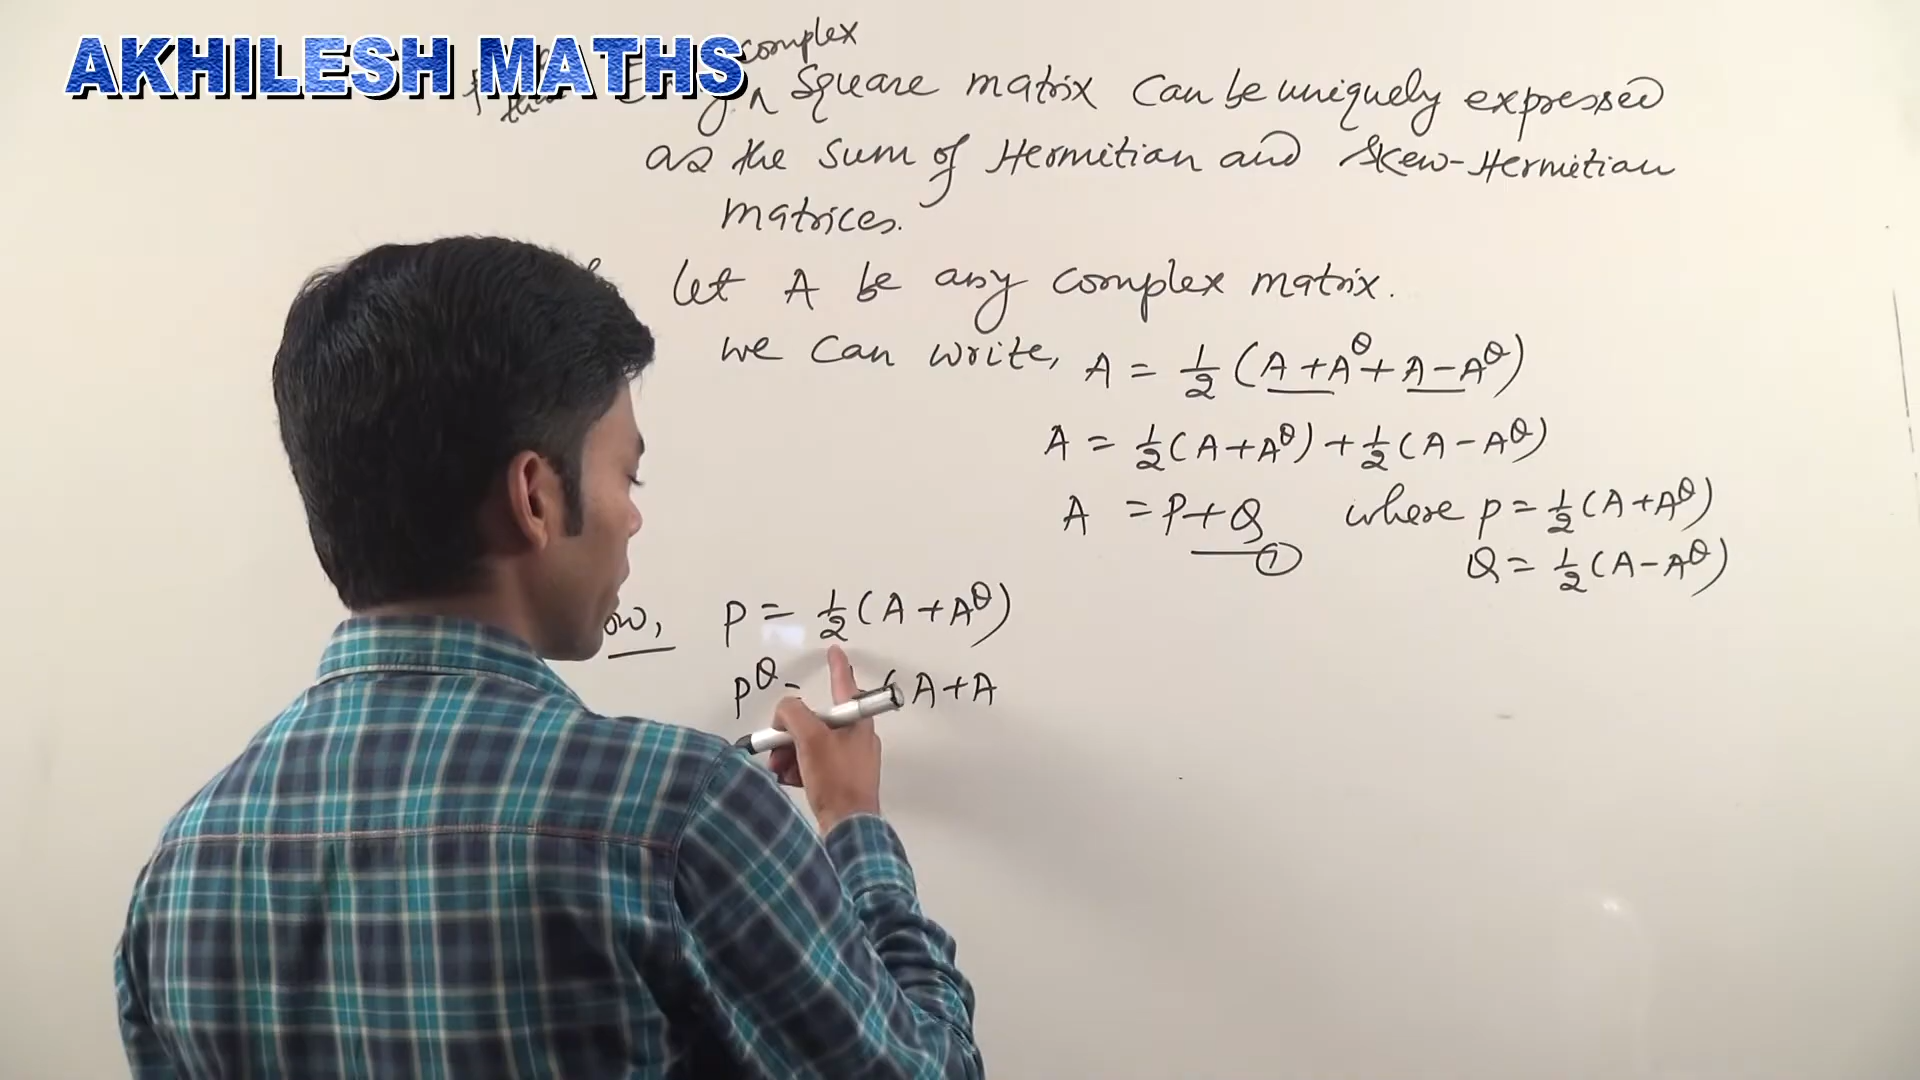 AKHILESH MATHS
complex
square matrix can be uniquely expressed
as the sum of Hermitian and Skew-Hermitian
matrices.
let A be any complex matrix.
we can write, A = 1/2 (A + A^θ + A - A^θ)
A = 1/2 (A + A^θ) + 1/2 (A - A^θ)
A = P + Q where P = 1/2 (A + A^θ)
① Q = 1/2 (A - A^θ)
P = 1/2 (A + A^θ)
P^θ = (A + A